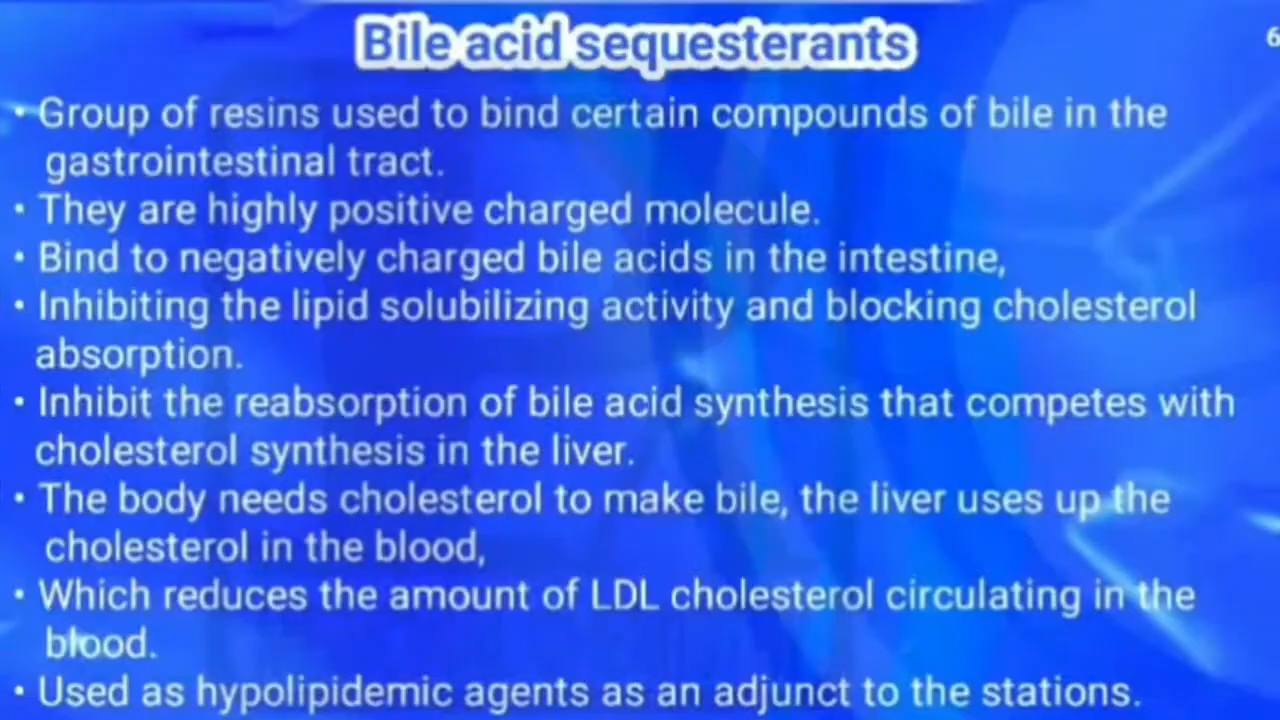 Bile acid sequesterants
6
• Group of resins used to bind certain compounds of bile in the
gastrointestinal tract.
• They are highly positive charged molecule.
• Bind to negatively charged bile acids in the intestine,
• Inhibiting the lipid solubilizing activity and blocking cholesterol
absorption.
• Inhibit the reabsorption of bile acid synthesis that competes with
cholesterol synthesis in the liver.
• The body needs cholesterol to make bile, the liver uses up the
cholesterol in the blood,
• Which reduces the amount of LDL cholesterol circulating in the
blood.
• Used as hypolipidemic agents as an adjunct to the stations.